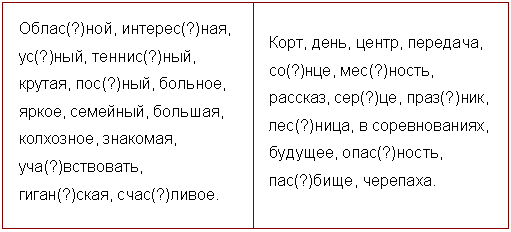 Облас(?)ной, интерес(?)ная,
ус(?)ный, теннис(?)ный,
крутая, пос(?)ный, больное,
яркое, семейный, большая,
колхозное, знакомая,
уча(?)вствовать,
гиган(?)ская, счас(?)ливое.
Корт, день, центр, передача,
со(?)нце, мес(?)ность,
рассказ, сер(?)це, праз(?)ник,
лес(?)ница, в соревнованиях,
будущее, опас(?)ность,
пас(?)бище, черепаха.